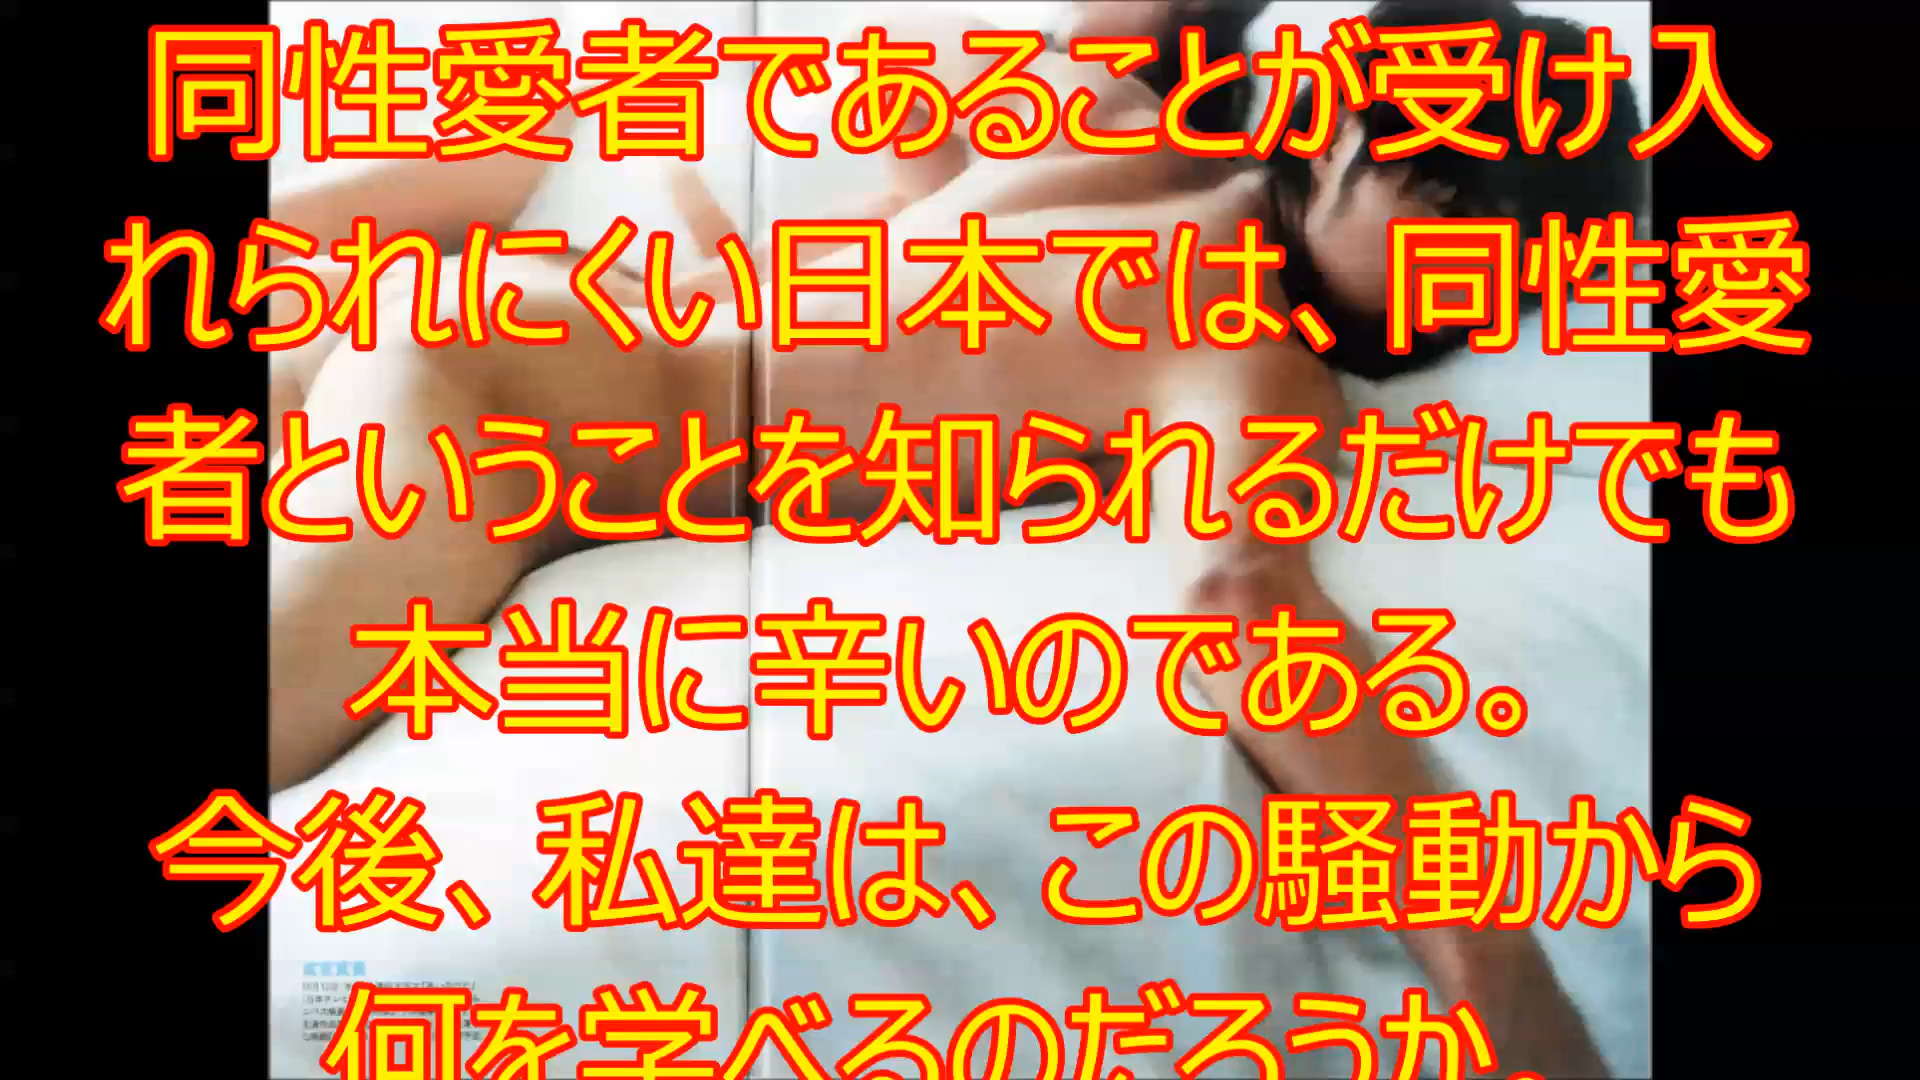 同性愛者であることが受け入
れられにくい日本では、同性愛
者ということを知られるだけでも
本当に辛いのである。
今後、私達は、この騒動から
何を学べるのだろうか。